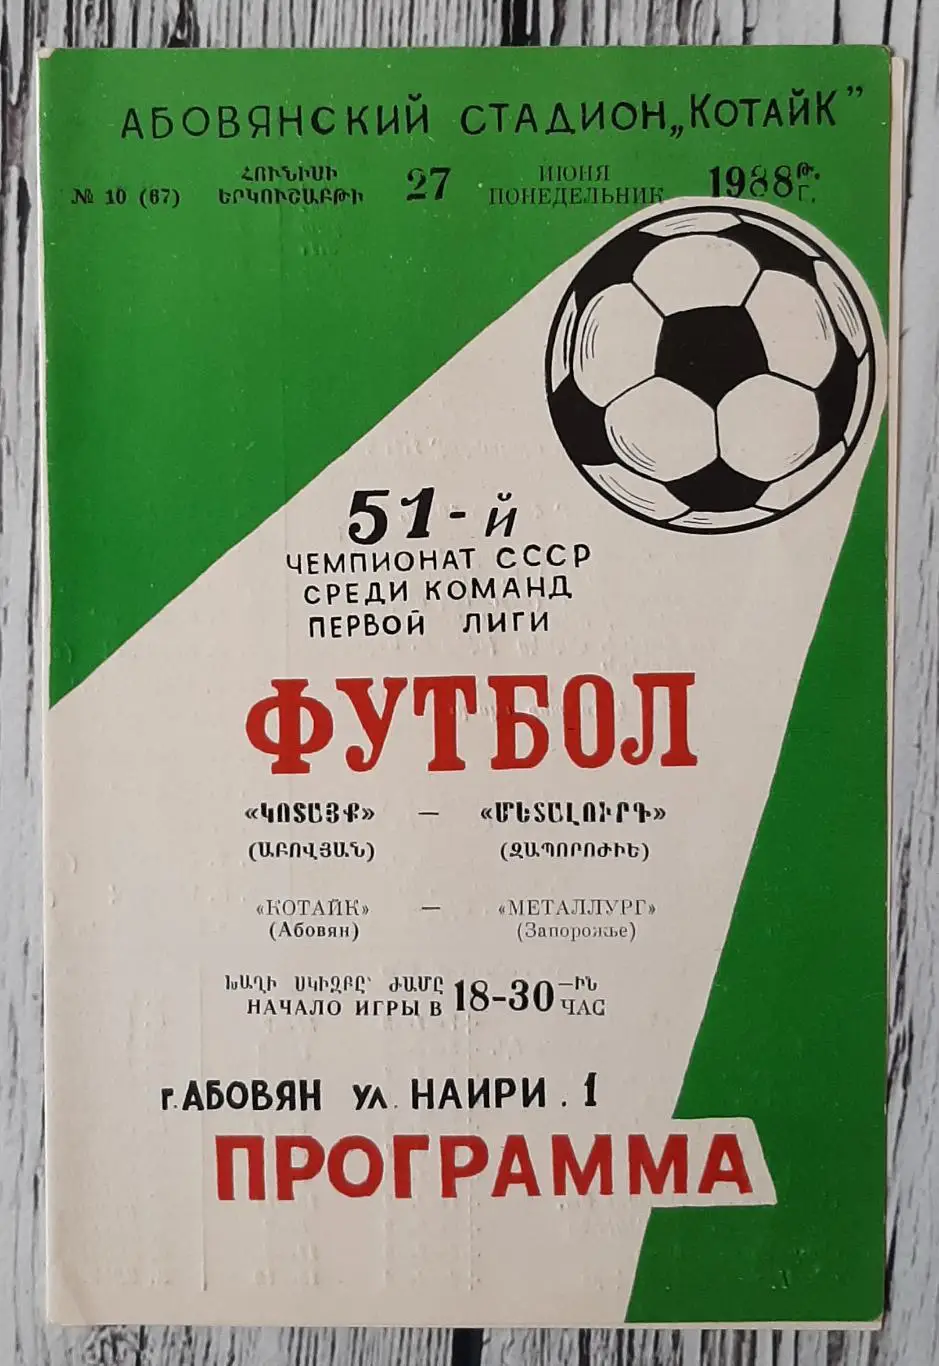 АБОВЯНСКИЙ СТАДИОН „КОТАЙК"
№ 10 (67) ՀՈՒՆԻՍԻ ԵՐԿՈՒՇԱԲԹԻ 27 ИЮНЯ ПОНЕДЕЛЬНИК 1988 թ. г.
51-й
ЧЕМПИОНАТ СССР
СРЕДИ КОМАНД
ПЕРВОЙ ЛИГИ
ФУТБОЛ
«ԿՈՏԱՅՔ» — «ՄԵՏԱԼՈՒՐԳ»
(ԱԲՈՎՅԱՆ) (ԶԱՊՈՐՈԺԻԵ)
«КОТАЙК» — «МЕТАЛЛУРГ»
(Абовян) (Запорожье)
ԽԱՂԻ ՍԿԻԶԲԸ՝ ԺԱՄԸ 18-30 —ԻՆ
НАЧАЛО ИГРЫ В ЧАС
г. АБОВЯН ул. НАИРИ . 1
ПРОГРАММА